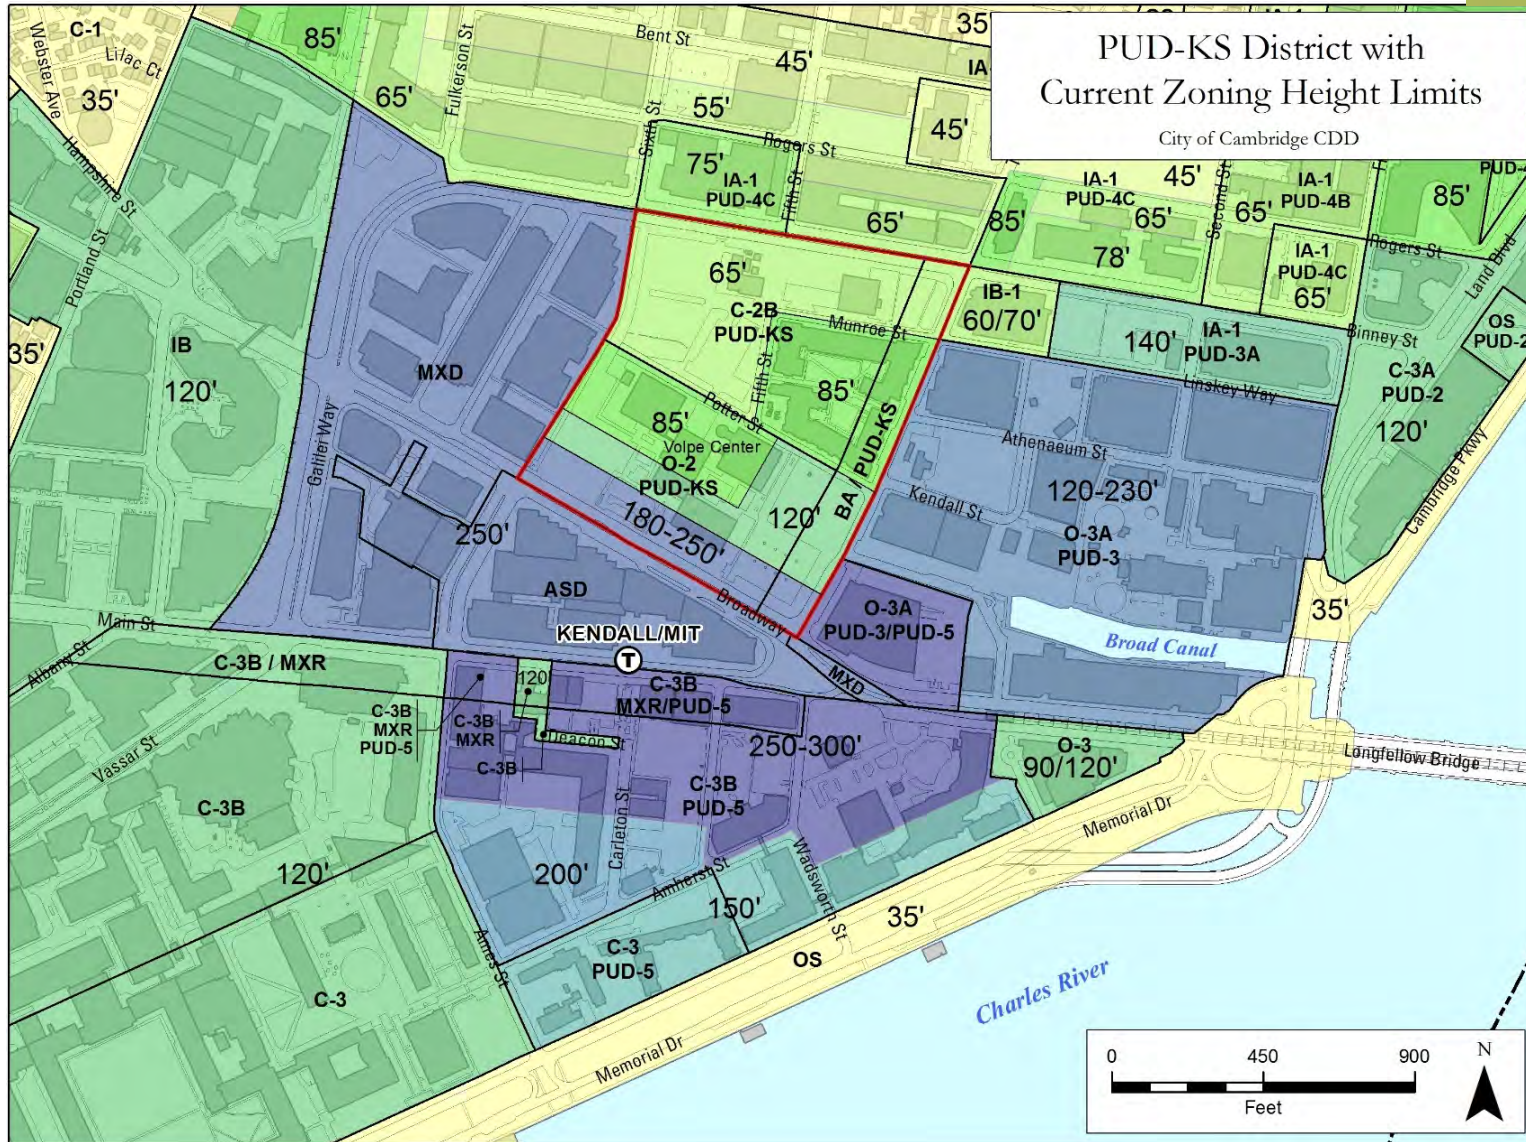 PUD-KS District with
Current Zoning Height Limits
City of Cambridge CDD
C-1
Webster Ave
Lilac Ct
35'
85'
65'
Fulkerson St
Bent St
45'
55'
Sixth St
35'
45'
Rogers St
75'
IA-1
PUD-4C
Fifth St
65'
85'
IA-1
PUD-4C
45'
65'
78'
Second St
65'
IA-1
PUD-4B
85'
Rogers St
Land Blvd
IA-1
PUD-4C
65'
Hampshire St
Portland St
35'
IB
120'
MXD
Galilei Way
65'
C-2B
PUD-KS
Munroe St
Fifth St
85'
Potter St
85'
Volpe Center
O-2
PUD-KS
BA / PUD-KS
120'
180-250'
IB-1
60/70'
140'
IA-1
PUD-3A
Linskey Way
Binney St
OS
PUD-2
C-3A
PUD-2
120'
Cambridge Pkwy
Athenaeum St
120-230'
Kendall St
O-3A
PUD-3
250'
ASD
Broadway
KENDALL/MIT
T
O-3A
PUD-3/PUD-5
MXD
Broad Canal
35'
Main St
Albany St
C-3B / MXR
C-3B
MXR
PUD-5
C-3B
MXR
120'
C-3B
Deacon St
C-3B
MXR/PUD-5
250-300'
C-3B
PUD-5
O-3
90/120'
Longfellow Bridge
Memorial Dr
Vassar St
C-3B
120'
C-3
Ames St
200'
Carleton St
Amherst St
150'
Wadsworth St
35'
C-3
PUD-5
OS
Memorial Dr
Charles River
0
450
900
Feet
N